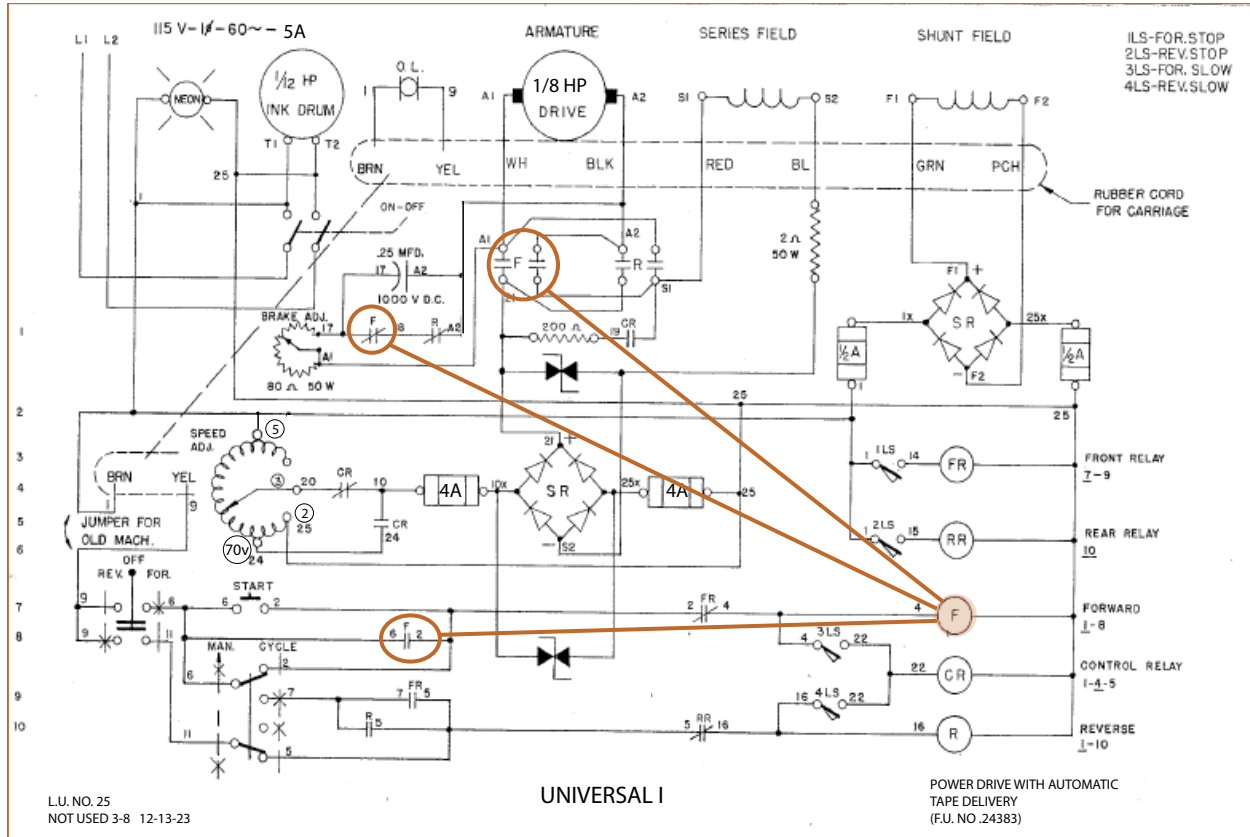 115 V-1ø-60~- 5A
ARMATURE
SERIES FIELD
SHUNT FIELD
1LS-FOR.STOP
2LS-REV.STOP
3LS-FOR. SLOW
4LS-REV.SLOW
L1 L2
NEON
1/12 HP
INK DRUM
O.L.
1 9
A1
1/8 HP
DRIVE
A2
S1 S2
F1 F2
T1 T2
BRN YEL
WH BLK
RED BL
GRN PCH
RUBBER CORD
FOR CARRIAGE
25
1
ON-OFF
.25 MFD.
17 A2
1000 V D.C.
A1 F A2 R
21 S1
2 Ω
50 W
F1 +
SR
- F2
1x 25x
1/2A 1/2A
1 25
1
BRAKE ADJ.
17 F 8 R A2
A1
80 Ω 50 W
200 Ω 19 CR
25
2
SPEED
ADJ.
5
3
4
BRN YEL
1 9
3 20 CR 10
4A 10x
21 +
SR
- S2
25x 4A 25
1 1LS 14 FR
FRONT RELAY
7-9
5
JUMPER FOR
OLD MACH.
2
25
CR
24
1 2LS 15 RR
REAR RELAY
10
6
70v
24
OFF
REV. FOR.
START
7
9 6 6 2
2 FR 4
4 F
FORWARD
1-8
8
9 11
6 F 2
4 3LS 22
MAN. CYCLE
6 2
22 CR
CONTROL RELAY
1-4-5
9
7 7 FR 5
16 4LS 22
10
R 5
11 5
5 RR 16
16 R
REVERSE
1-10
UNIVERSAL I
L.U. NO. 25
NOT USED 3-8 12-13-23
POWER DRIVE WITH AUTOMATIC
TAPE DELIVERY
(F.U. NO .24383)